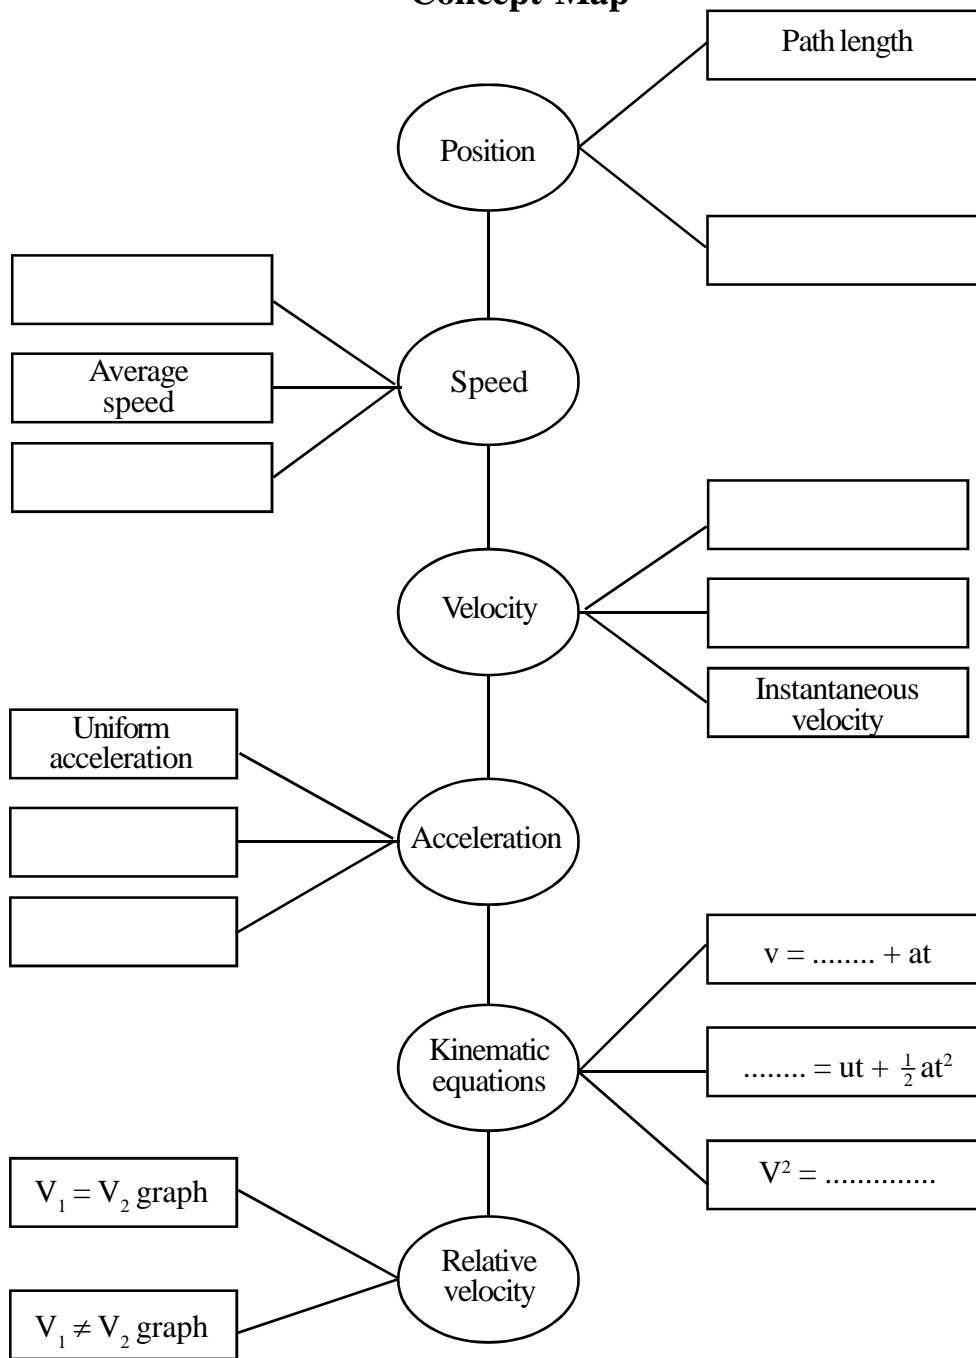 Concept Map
Path length
Position
Average
speed
Speed
Velocity
Instantaneous
velocity
Uniform
acceleration
Acceleration
v = ........ + at
Kinematic
equations
........ = ut + ½ at²
V² = ..............
V₁ = V₂ graph
Relative
velocity
V₁ ≠ V₂ graph